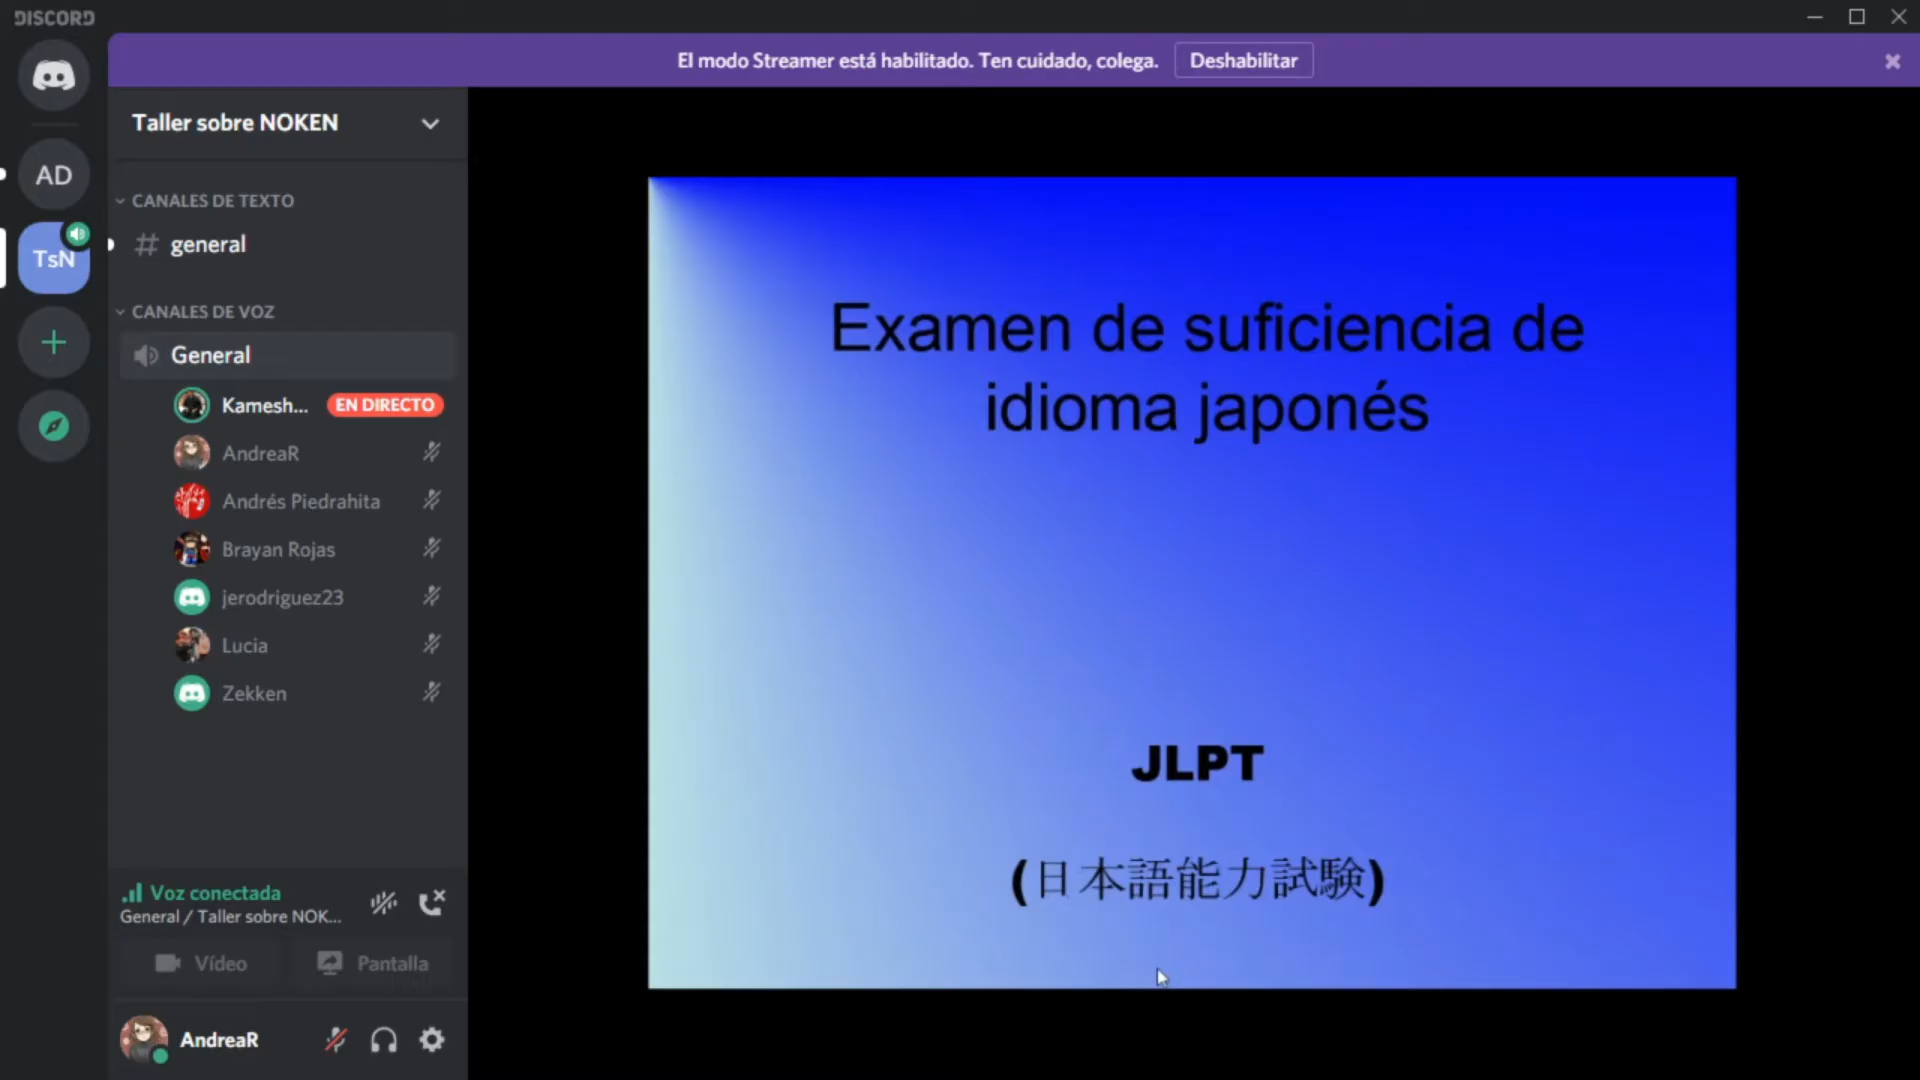 DISCORD
El modo Streamer está habilitado. Ten cuidado, colega. Deshabilitar
Taller sobre NOKEN
AD
TsN
CANALES DE TEXTO
# general
CANALES DE VOZ
General
Kamesh... EN DIRECTO
AndreaR
Andrés Piedrahita
Brayan Rojas
jerodriguez23
Lucia
Zekken
Voz conectada
General / Taller sobre NOK...
Vídeo Pantalla
AndreaR
Examen de suficiencia de
idioma japonés
JLPT
(日本語能力試験)